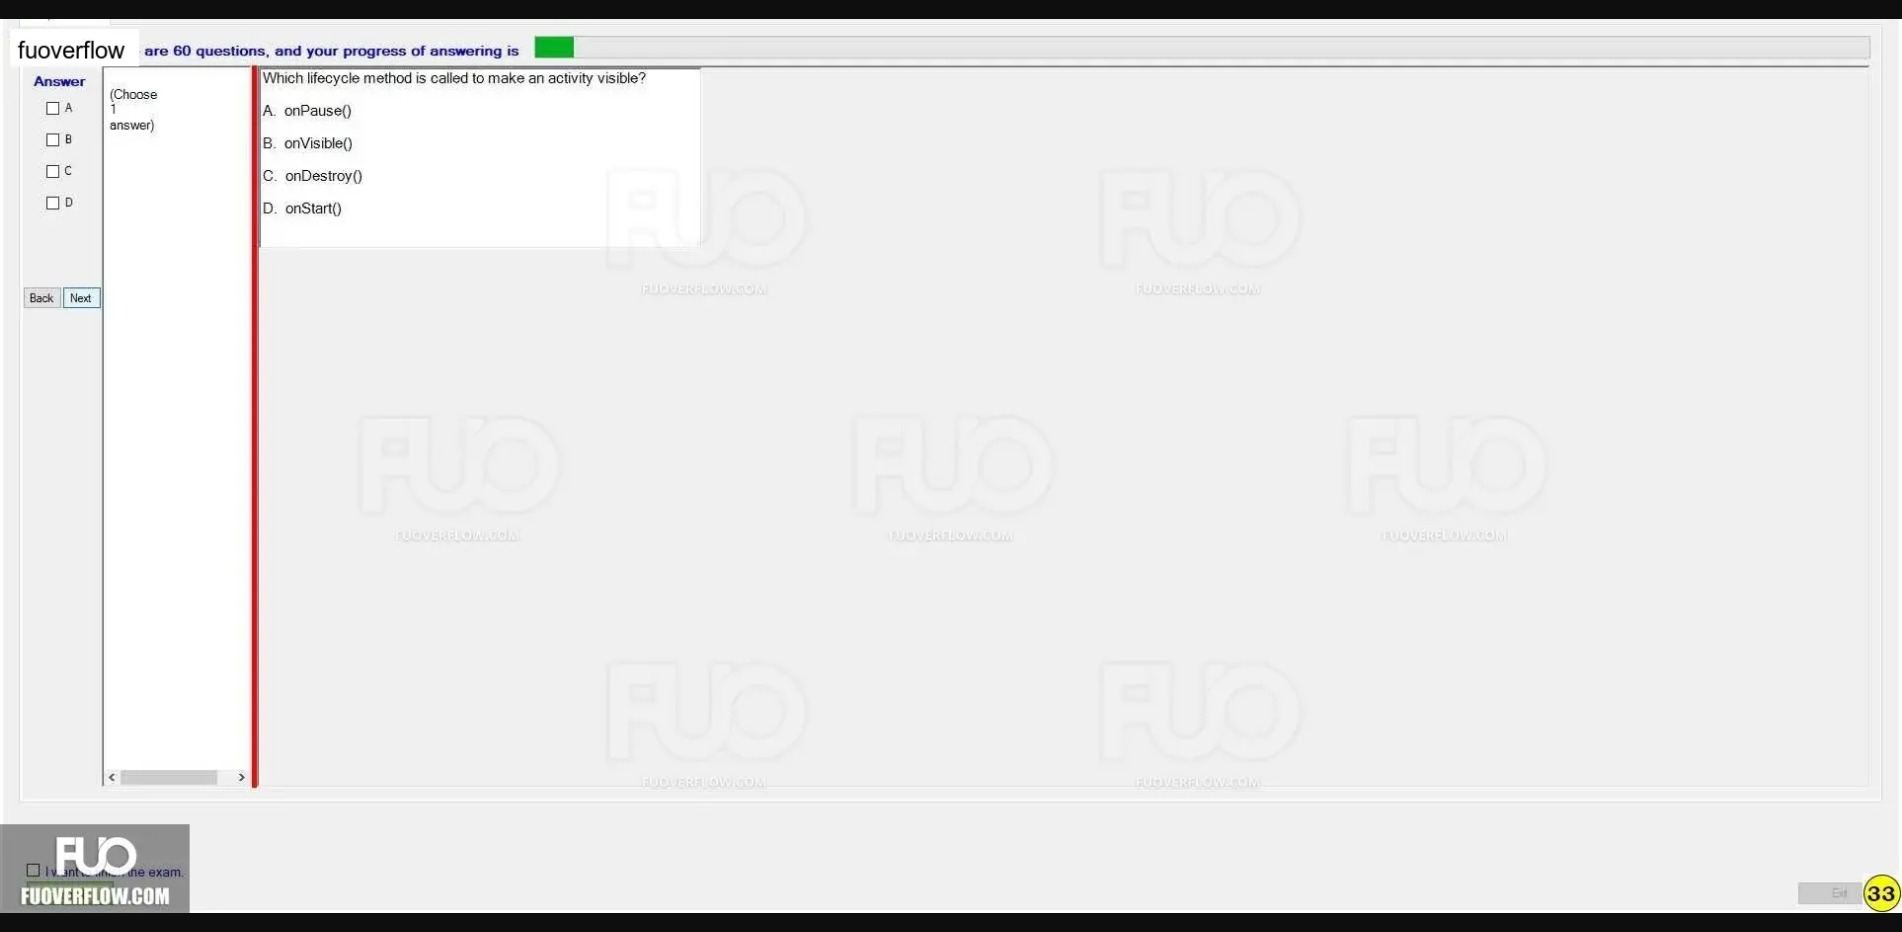 fuoverflow are 60 questions, and your progress of answering is
Answer
A
B
C
D
(Choose
1
answer)
Which lifecycle method is called to make an activity visible?
A. onPause()
B. onVisible()
C. onDestroy()
D. onStart()
Back Next
FUO
FUOVERFLOW.COM
FUO
FUOVERFLOW.COM
FUO
FUOVERFLOW.COM
FUO
FUOVERFLOW.COM
FUO
FUOVERFLOW.COM
FUO
FUOVERFLOW.COM
FUO
FUOVERFLOW.COM
FUO
I want to finish the exam.
FUOVERFLOW.COM
Exit
33